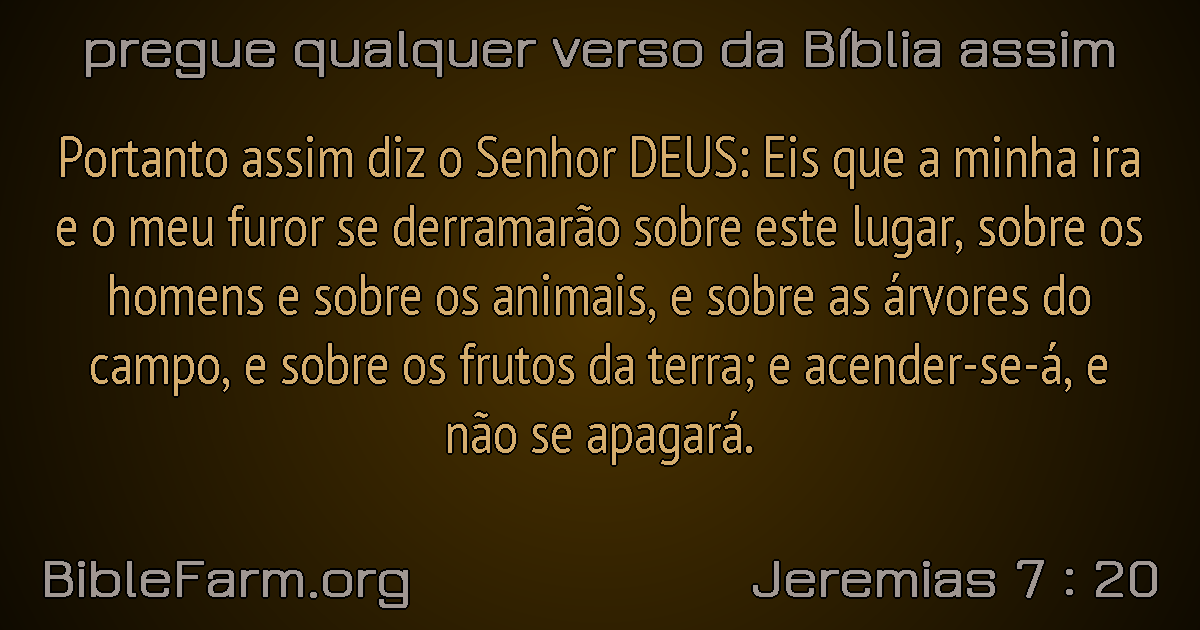 pregue qualquer verso da Bíblia assim
Portanto assim diz o Senhor DEUS: Eis que a minha ira
e o meu furor se derramarão sobre este lugar, sobre os
homens e sobre os animais, e sobre as árvores do
campo, e sobre os frutos da terra; e acender-se-á, e
não se apagará.
BibleFarm.org
Jeremias 7 : 20